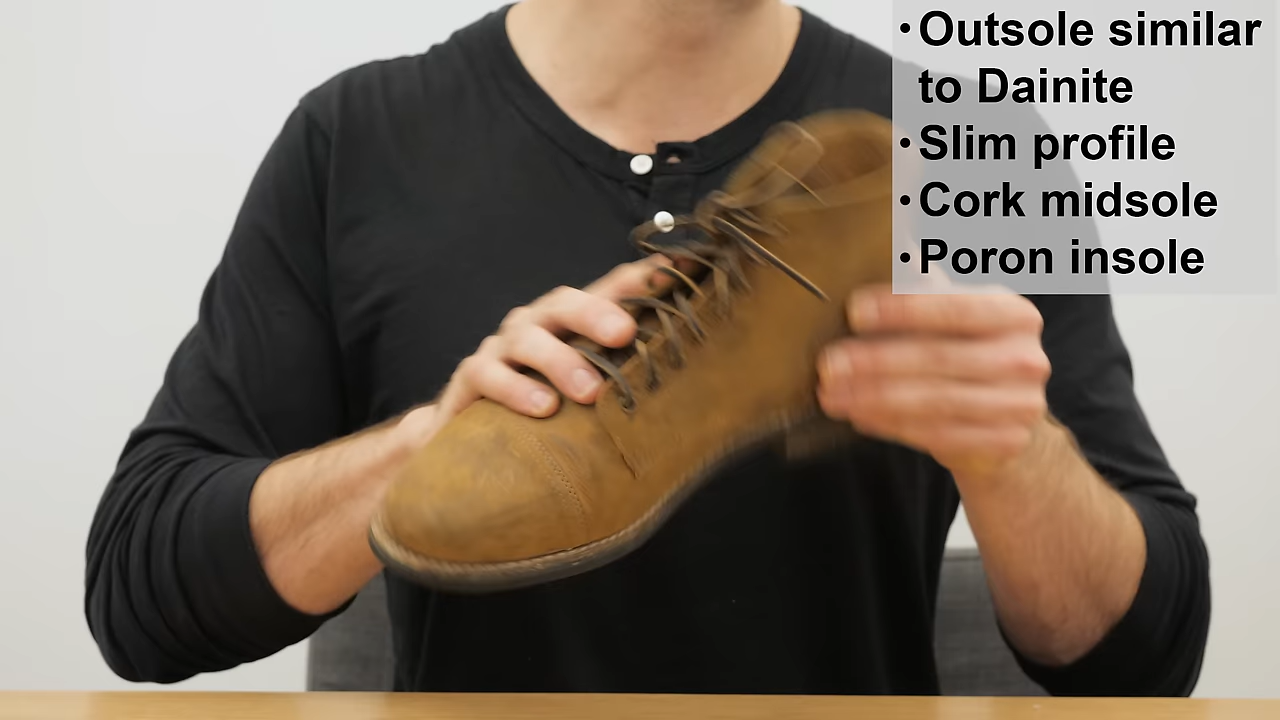 •Outsole similar
to Dainite
•Slim profile
•Cork midsole
•Poron insole